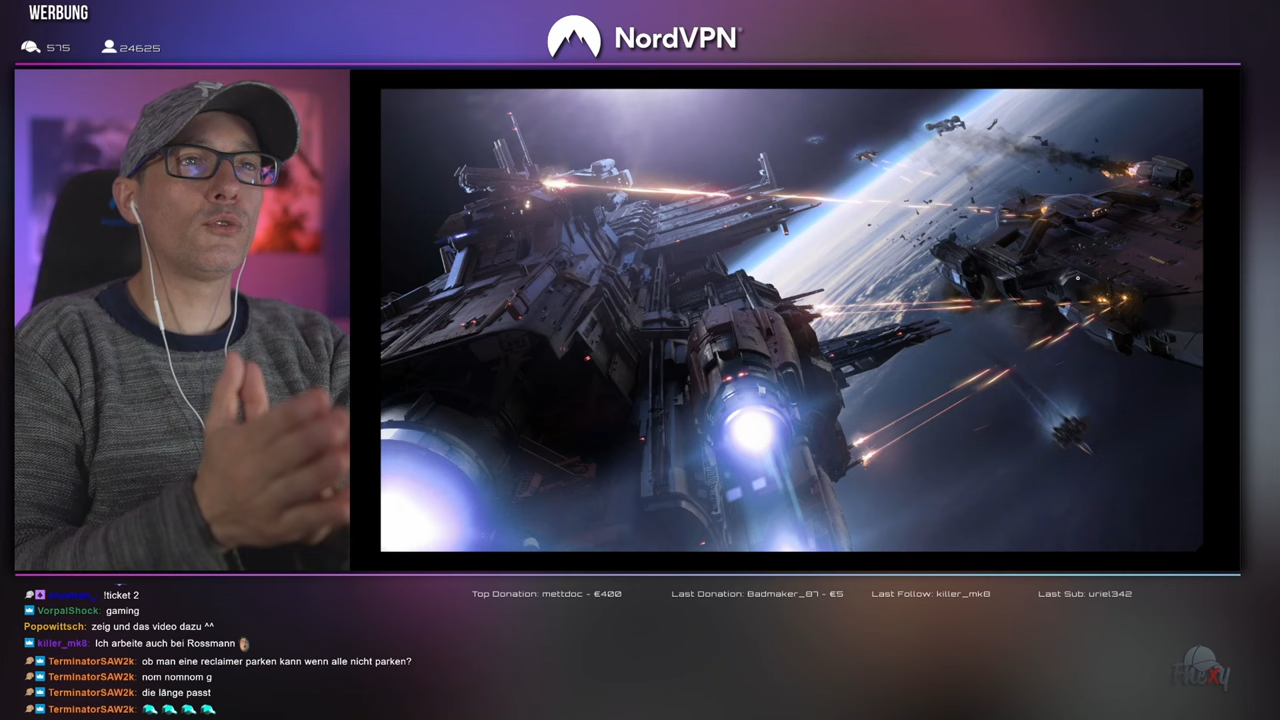 WERBUNG
575 24625
NordVPN
!ticket 2
VorpalShock: gaming
Popowittsch: zeig und das video dazu ^^
killer_mk8: Ich arbeite auch bei Rossmann
TerminatorSAW2k: ob man eine reclaimer parken kann wenn alle nicht parken?
TerminatorSAW2k: nom nomnom g
TerminatorSAW2k: die länge passt
TerminatorSAW2k:
Top Donation: mettdoc - €400 Last Donation: Badmaker_87 - €5 Last Follow: killer_mk8 Last Sub: uriel342
Fhexy